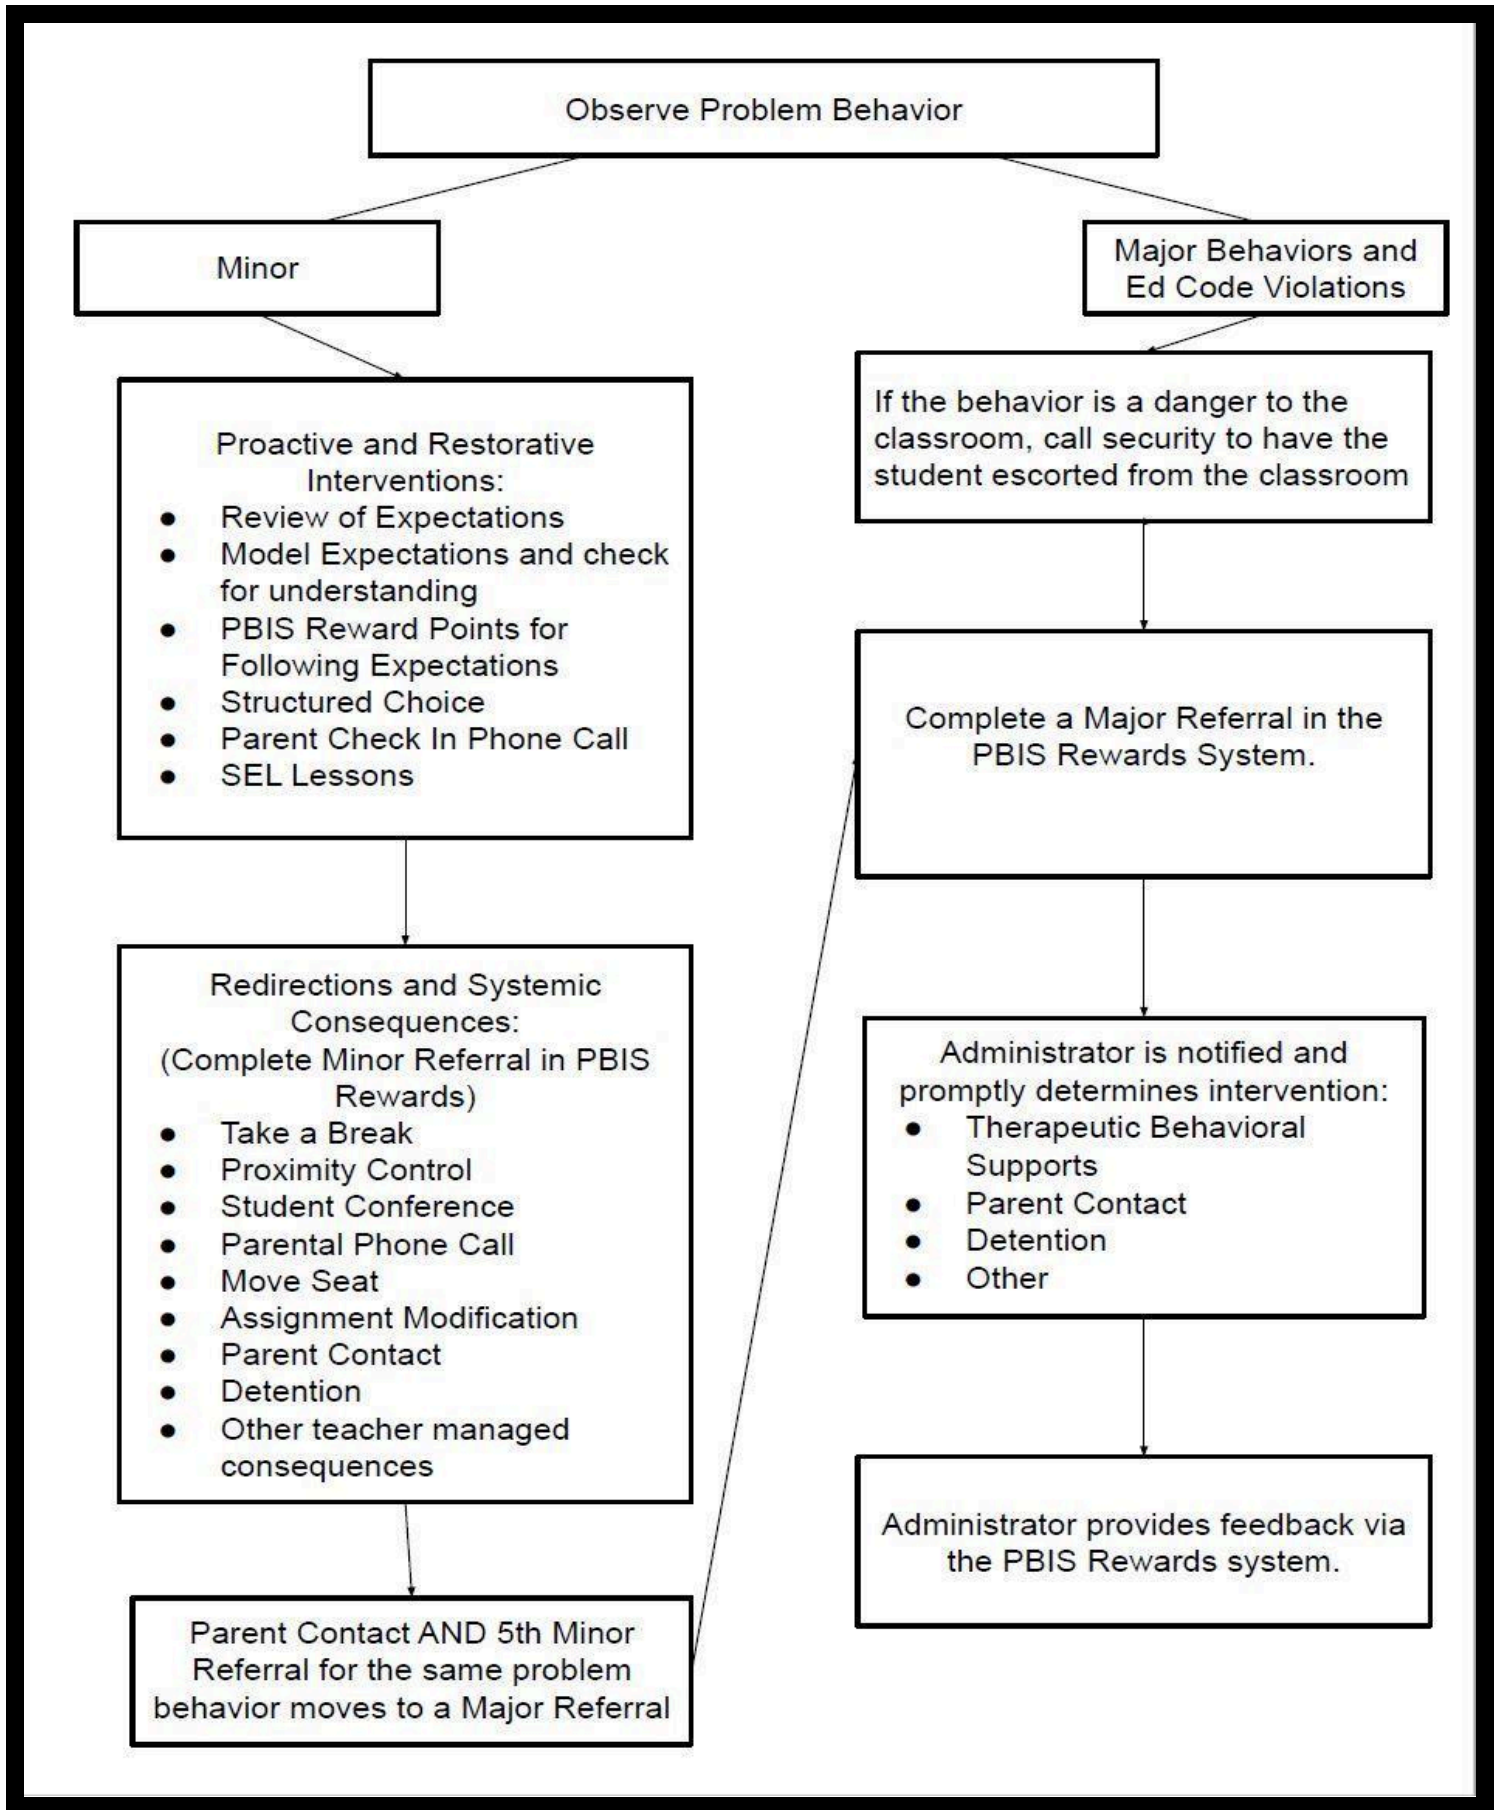 Observe Problem Behavior
Minor
Major Behaviors and
Ed Code Violations
Proactive and Restorative
Interventions:
● Review of Expectations
● Model Expectations and check
for understanding
● PBIS Reward Points for
Following Expectations
● Structured Choice
● Parent Check In Phone Call
● SEL Lessons
Redirections and Systemic
Consequences:
(Complete Minor Referral in PBIS
Rewards)
● Take a Break
● Proximity Control
● Student Conference
● Parental Phone Call
● Move Seat
● Assignment Modification
● Parent Contact
● Detention
● Other teacher managed
consequences
Parent Contact AND 5th Minor
Referral for the same problem
behavior moves to a Major Referral
If the behavior is a danger to the
classroom, call security to have the
student escorted from the classroom
Complete a Major Referral in the
PBIS Rewards System.
Administrator is notified and
promptly determines intervention:
● Therapeutic Behavioral
Supports
● Parent Contact
● Detention
● Other
Administrator provides feedback via
the PBIS Rewards system.